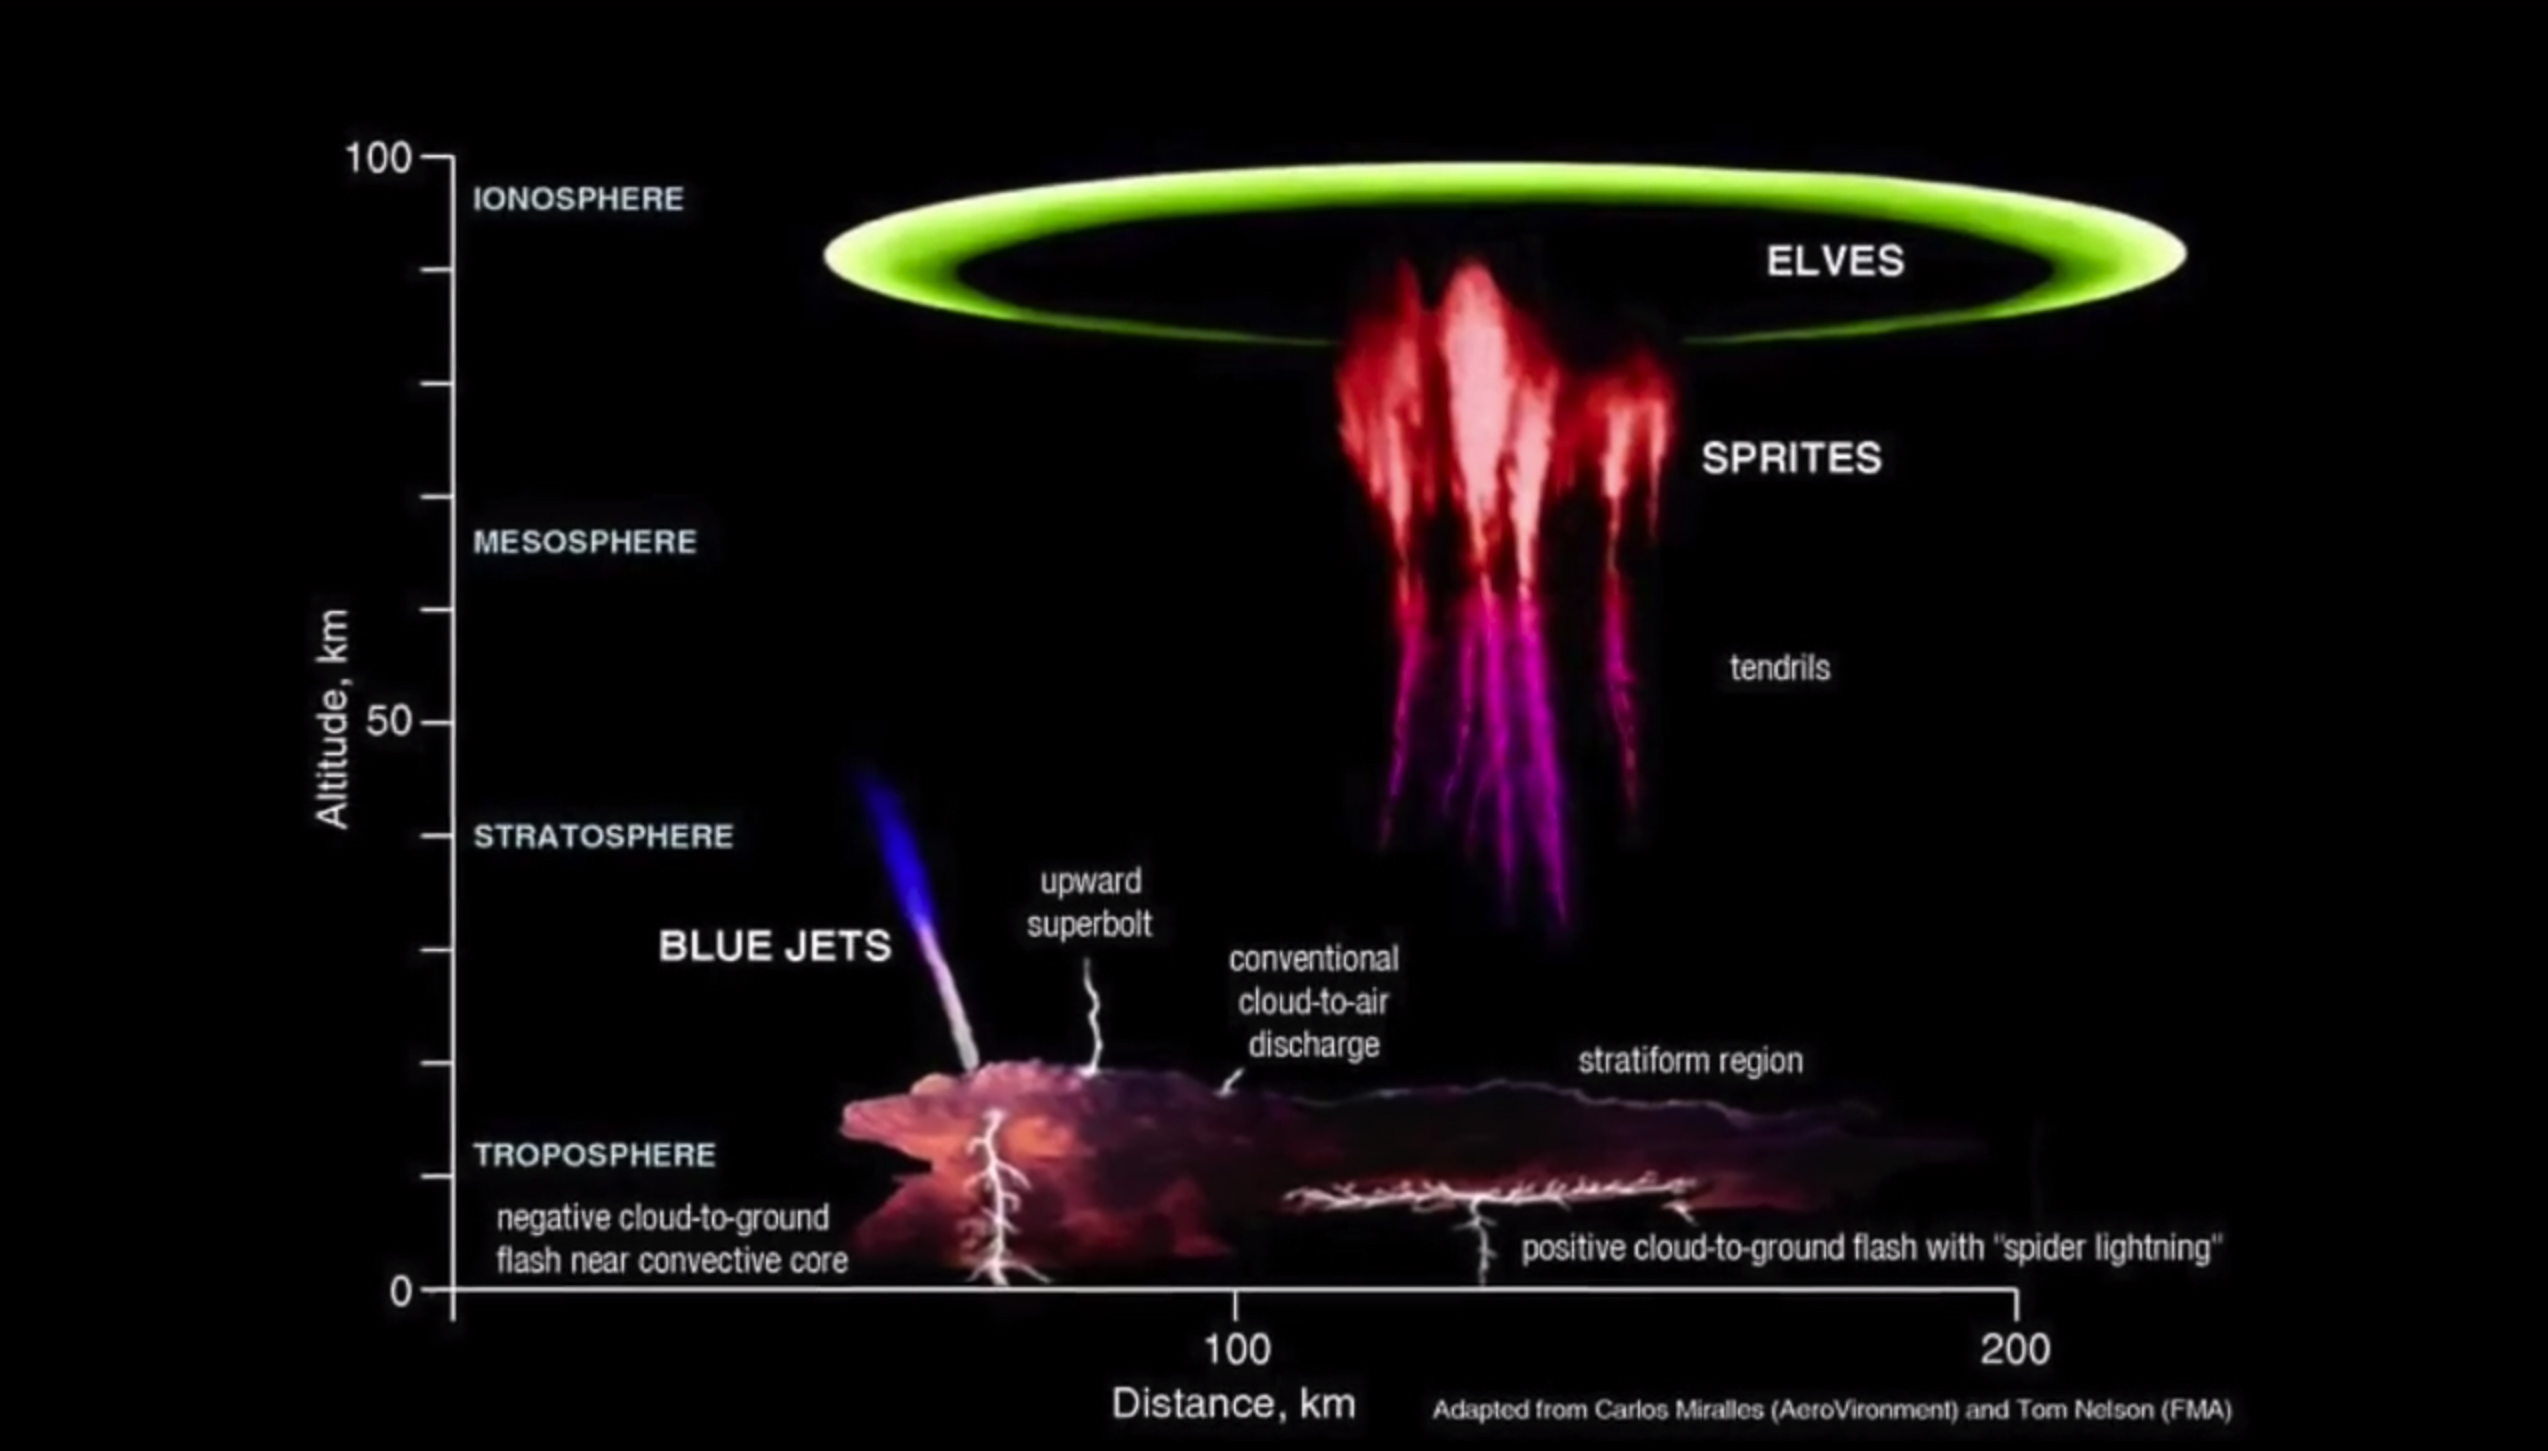 100
IONOSPHERE
ELVES
SPRITES
MESOSPHERE
Altitude, km
tendrils
50
STRATOSPHERE
upward
superbolt
BLUE JETS
conventional
cloud-to-air
discharge
stratiform region
TROPOSPHERE
negative cloud-to-ground
flash near convective core
positive cloud-to-ground flash with "spider lightning"
0
100
200
Distance, km
Adapted from Carlos Miralles (AeroVironment) and Tom Nelson (FMA)